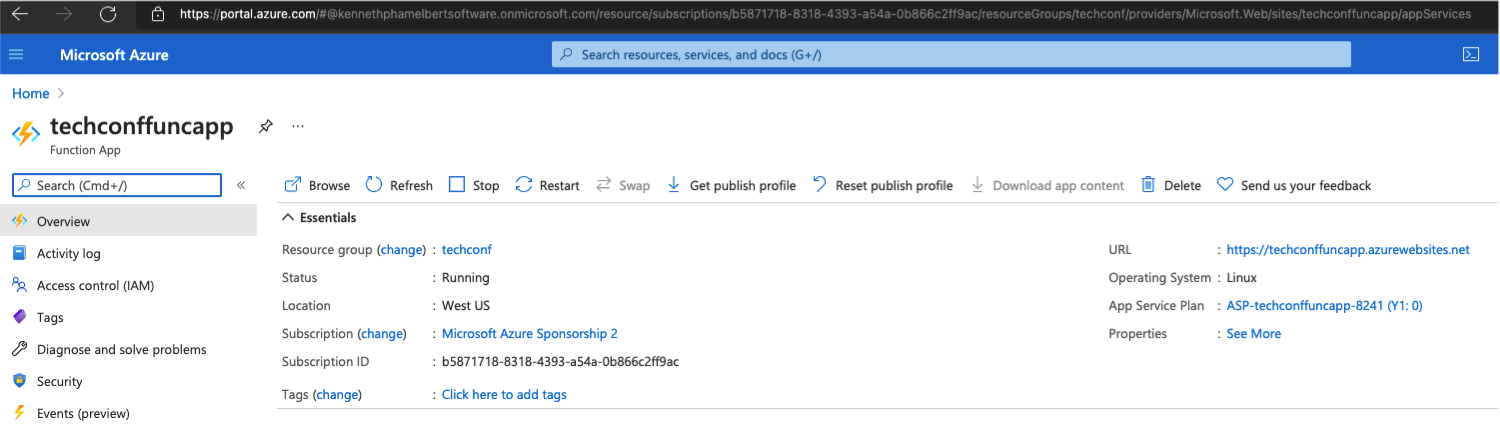 https://portal.azure.com/#@kennethphamelbertsoftware.onmicrosoft.com/resource/subscriptions/b5871718-8318-4393-a54a-0b866c2ff9ac/resourceGroups/techconf/providers/Microsoft.Web/sites/techconffuncapp/appServices
Microsoft Azure
Search resources, services, and docs (G+/)
Home
techconffuncapp
Function App
Search (Cmd+/)
Browse Refresh Stop Restart Swap Get publish profile Reset publish profile Download app content Delete Send us your feedback
Overview
Activity log
Access control (IAM)
Tags
Diagnose and solve problems
Security
Events (preview)
Essentials
Resource group (change) : techconf
Status : Running
Location : West US
Subscription (change) : Microsoft Azure Sponsorship 2
Subscription ID : b5871718-8318-4393-a54a-0b866c2ff9ac
Tags (change) : Click here to add tags
URL : https://techconffuncapp.azurewebsites.net
Operating System : Linux
App Service Plan : ASP-techconffuncapp-8241 (Y1: 0)
Properties : See More